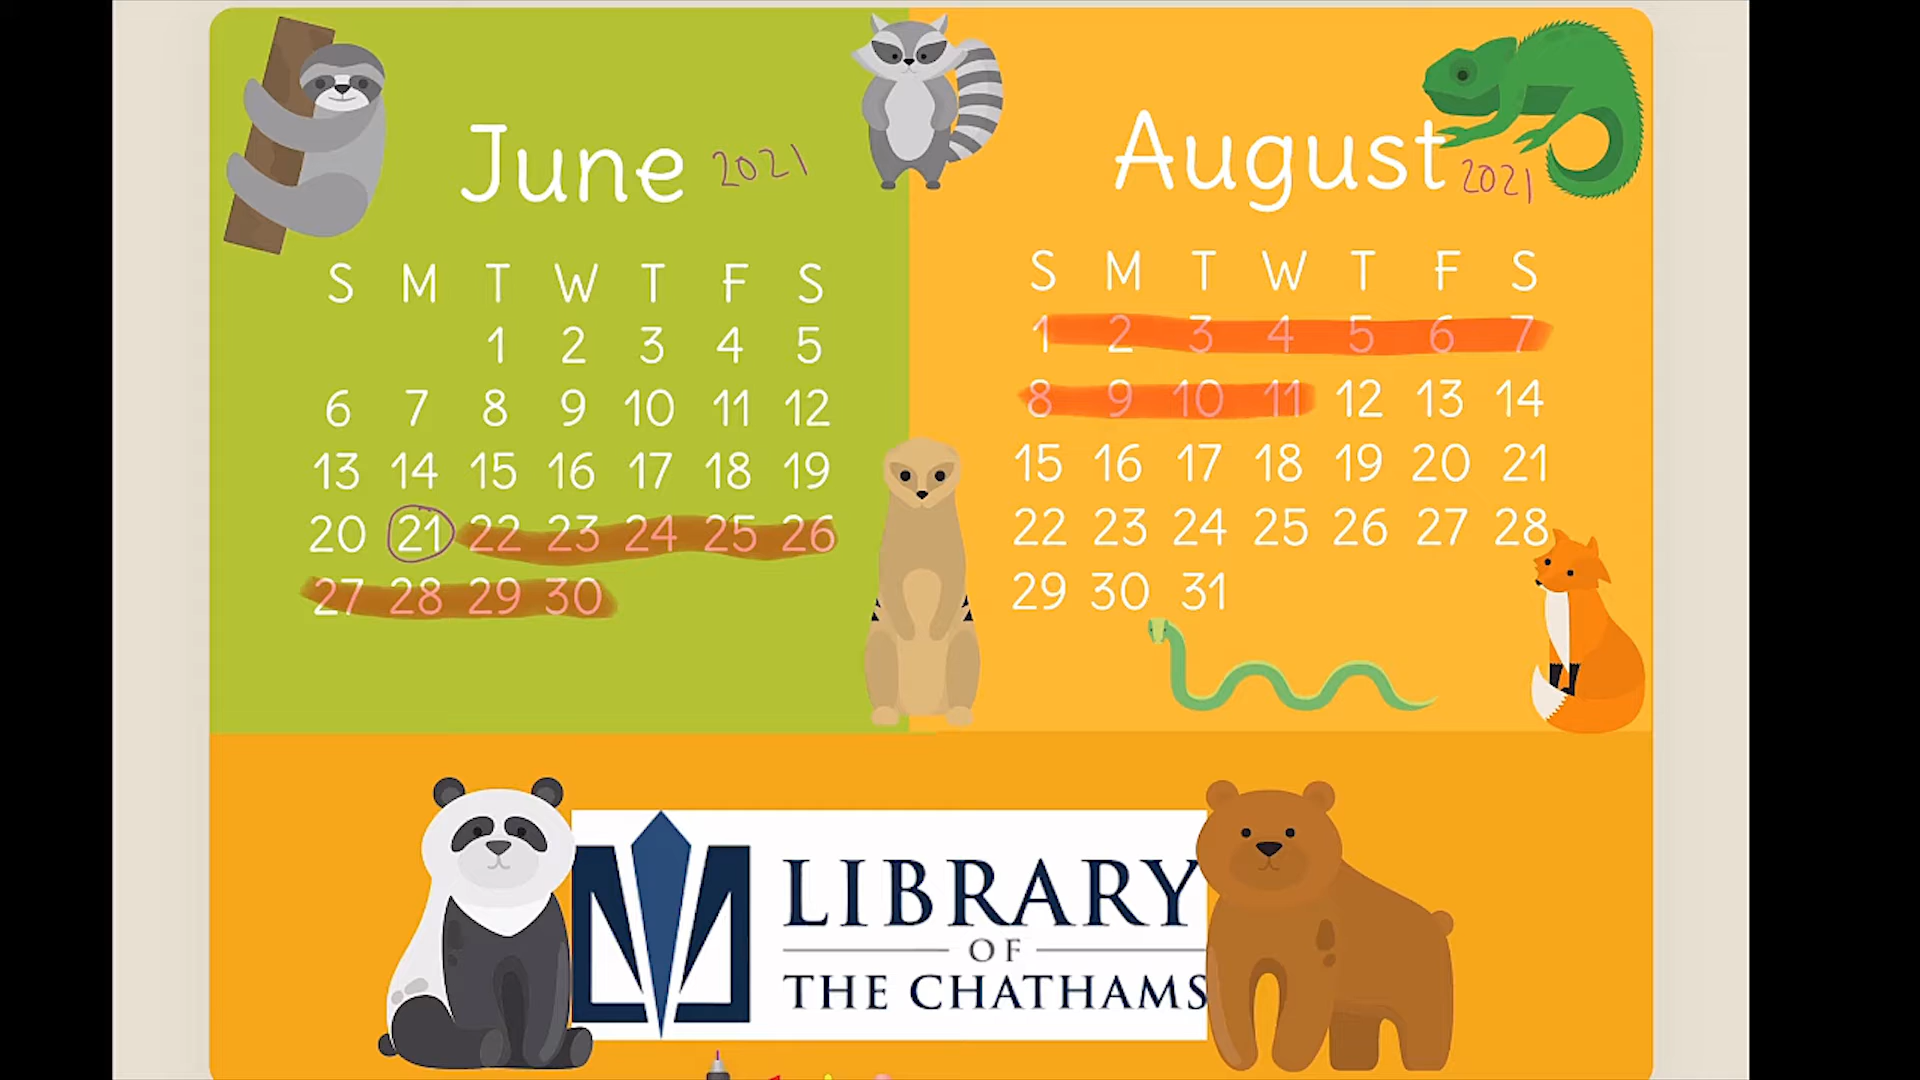 June 2021
S M T W T F S
1 2 3 4 5
6 7 8 9 10 11 12
13 14 15 16 17 18 19
20 21 22 23 24 25 26
27 28 29 30
August 2021
S M T W T F S
1 2 3 4 5 6 7
8 9 10 11 12 13 14
15 16 17 18 19 20 21
22 23 24 25 26 27 28
29 30 31
LIBRARY
OF
THE CHATHAMS